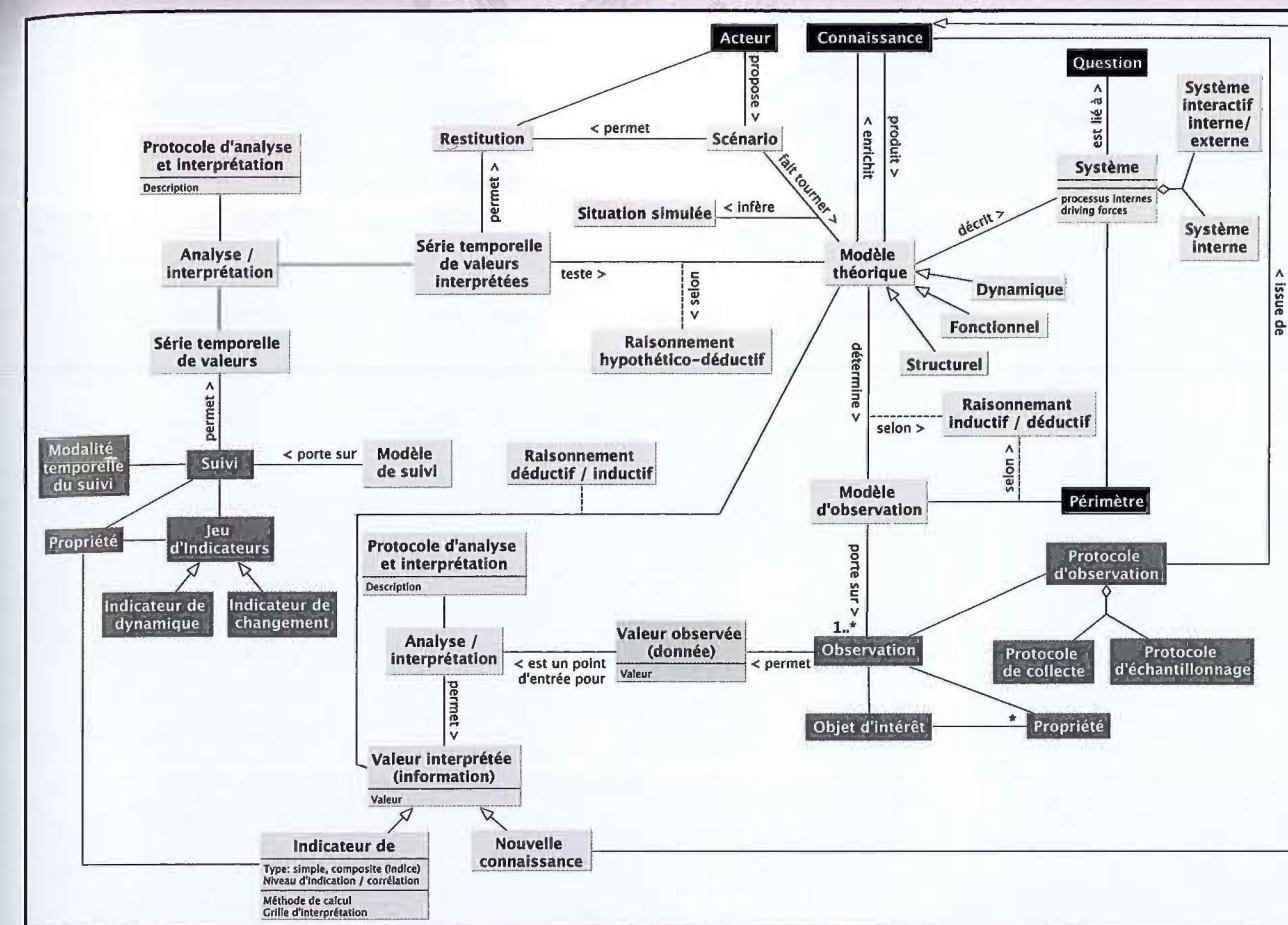 Acteur
Connaissance
Question
Système
interactif
interne/
externe
propose >
< enrichit
produit >
est lié à >
Restitution
< permet
Scénario
Protocole d'analyse
et interprétation
Description
Système
processus internes
driving forces
Système
interne
permet >
fait tourner >
Situation simulée
< infère
décrit >
Analyse /
interprétation
Série temporelle
de valeurs
interprétées
teste >
Modèle
théorique
< selon
Dynamique
< issue de
Fonctionnel
Raisonnement
hypothético-déductif
Structurel
Série temporelle
de valeurs
détermine >
permet >
Raisonnemant
inductif / déductif
selon >
< selon
Modalité
temporelle
du suivi
Suivi
< porte sur
Modèle
de suivi
Raisonnement
déductif / inductif
Modèle
d'observation
Périmètre
Propriété
Jeu
d'Indicateurs
Protocole d'analyse
et interprétation
Description
porte sur >
Protocole
d'observation
Indicateur de
dynamique
Indicateur de
changement
Analyse /
interprétation
< est un point
d'entrée pour
Valeur observée
(donnée)
Valeur
< permet
1..*
Observation
Protocole
de collecte
Protocole
d'échantillonnage
permet >
Objet d'intérêt
*
Propriété
Valeur interprétée
(information)
Valeur
Indicateur de
Type: simple, composite (indice)
Niveau d'indication / corrélation
Méthode de calcul
Grille d'interprétation
Nouvelle
connaissance